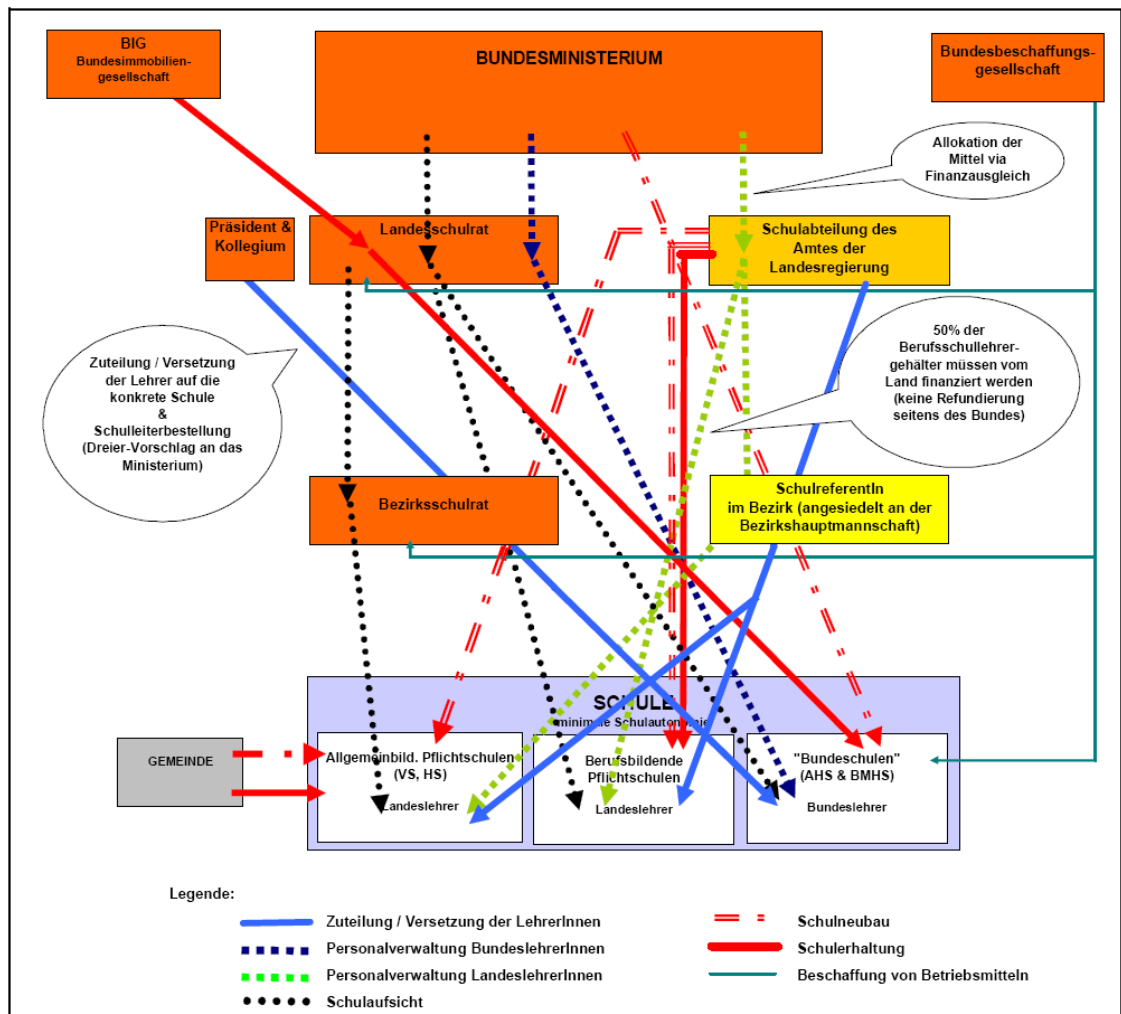 BIG
Bundesimmobilien-
gesellschaft
BUNDESMINISTERIUM
Bundesbeschaffungs-
gesellschaft
Allokation der
Mittel via
Finanzausgleich
Präsident &
Kollegium
Landesschulrat
Schulabteilung des
Amtes der
Landesregierung
Zuteilung / Versetzung
der Lehrer auf die
konkrete Schule
&
Schulleiterbestellung
(Dreier-Vorschlag an das
Ministerium)
50% der
Berufsschullehrer-
gehälter müssen vom
Land finanziert werden
(keine Refundierung
seitens des Bundes)
Bezirksschulrat
SchulreferentIn
im Bezirk (angesiedelt an der
Bezirkshauptmannschaft)
SCHULE
minimale Schulautonomie
GEMEINDE
Allgemeinbild. Pflichtschulen
(VS, HS)
Landeslehrer
Berufsbildende
Pflichtschulen
Landeslehrer
"Bundeschulen"
(AHS & BMHS)
Bundeslehrer
Legende:
Zuteilung / Versetzung der LehrerInnen
Personalverwaltung BundeslehrerInnen
Personalverwaltung LandeslehrerInnen
Schulaufsicht
Schulneubau
Schulerhaltung
Beschaffung von Betriebsmitteln